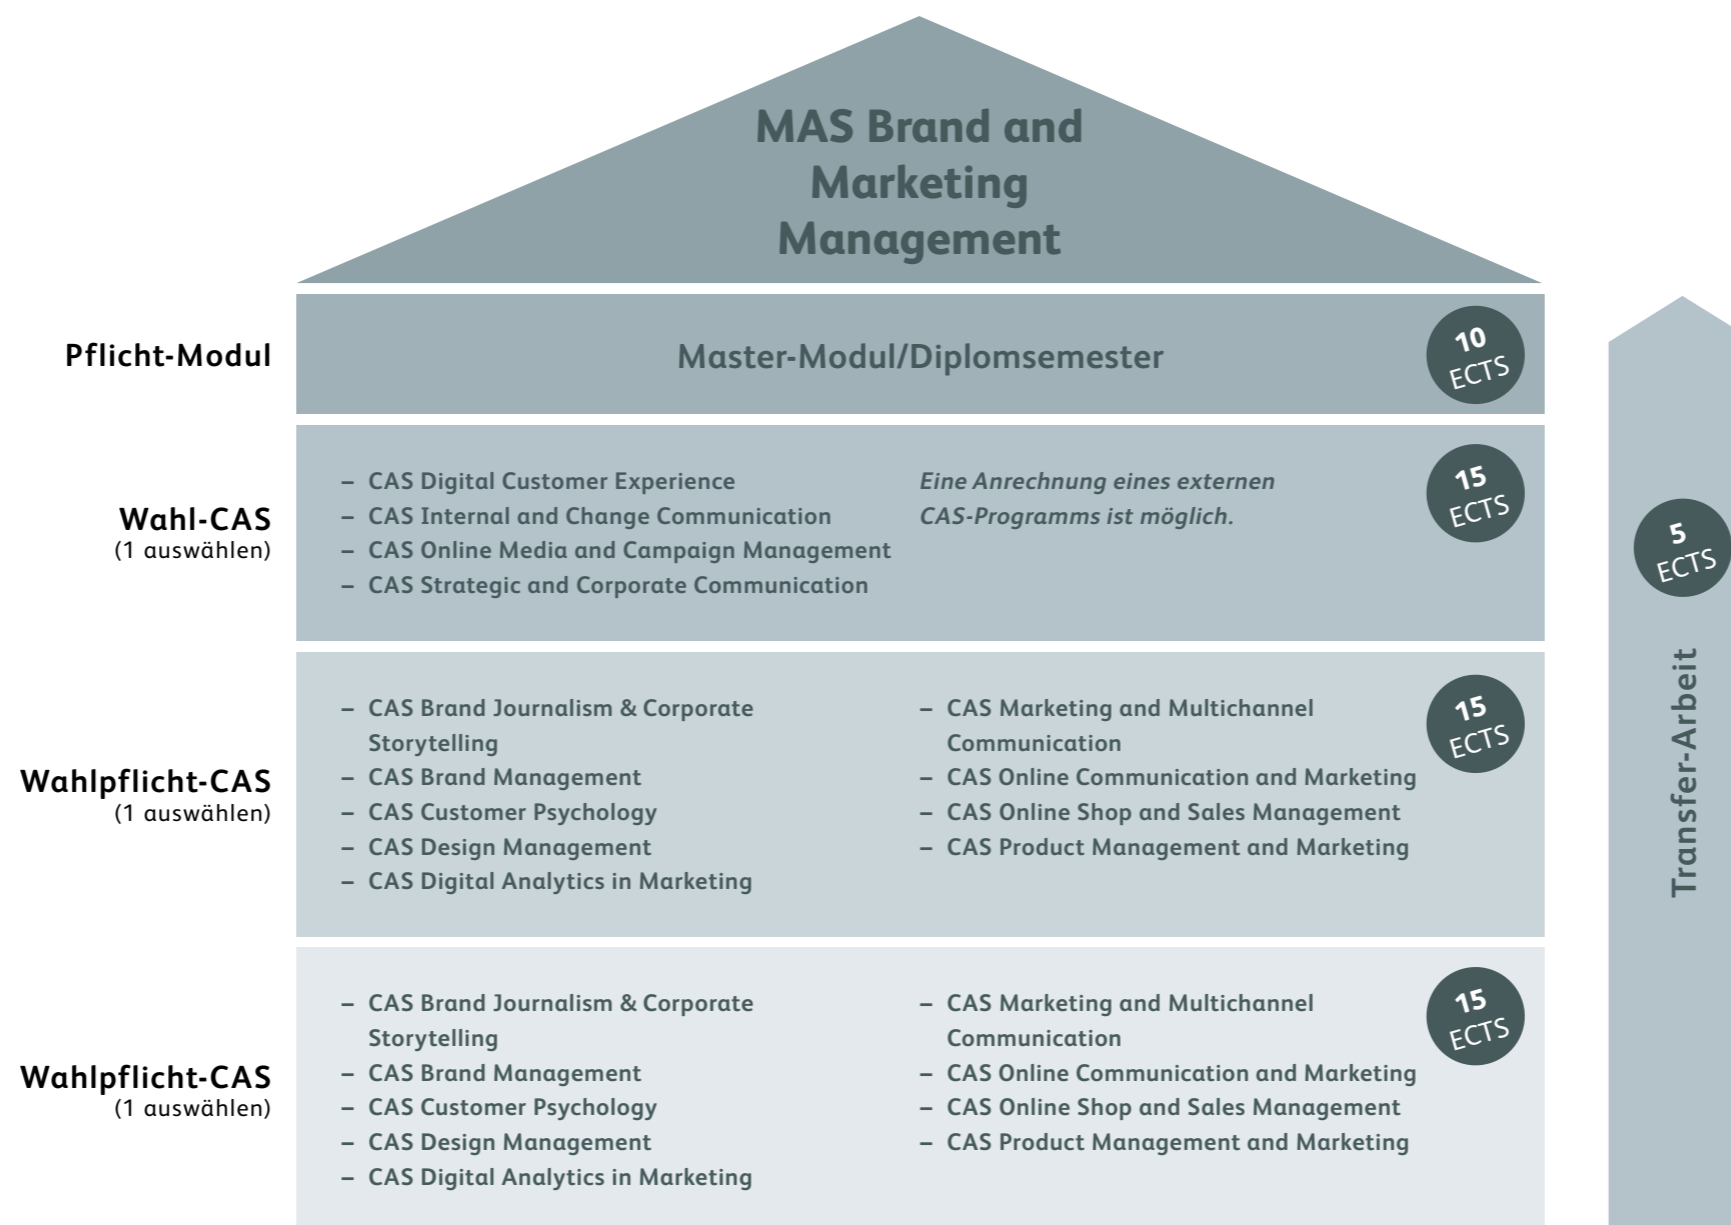 MAS Brand and
Marketing
Management
Pflicht-Modul
Master-Modul/Diplomsemester
10
ECTS
Wahl-CAS
(1 auswählen)
– CAS Digital Customer Experience
– CAS Internal and Change Communication
– CAS Online Media and Campaign Management
– CAS Strategic and Corporate Communication
Eine Anrechnung eines externen
CAS-Programms ist möglich.
15
ECTS
Wahlpflicht-CAS
(1 auswählen)
– CAS Brand Journalism & Corporate
Storytelling
– CAS Brand Management
– CAS Customer Psychology
– CAS Design Management
– CAS Digital Analytics in Marketing
– CAS Marketing and Multichannel
Communication
– CAS Online Communication and Marketing
– CAS Online Shop and Sales Management
– CAS Product Management and Marketing
15
ECTS
Wahlpflicht-CAS
(1 auswählen)
– CAS Brand Journalism & Corporate
Storytelling
– CAS Brand Management
– CAS Customer Psychology
– CAS Design Management
– CAS Digital Analytics in Marketing
– CAS Marketing and Multichannel
Communication
– CAS Online Communication and Marketing
– CAS Online Shop and Sales Management
– CAS Product Management and Marketing
15
ECTS
5
ECTS
Transfer-Arbeit